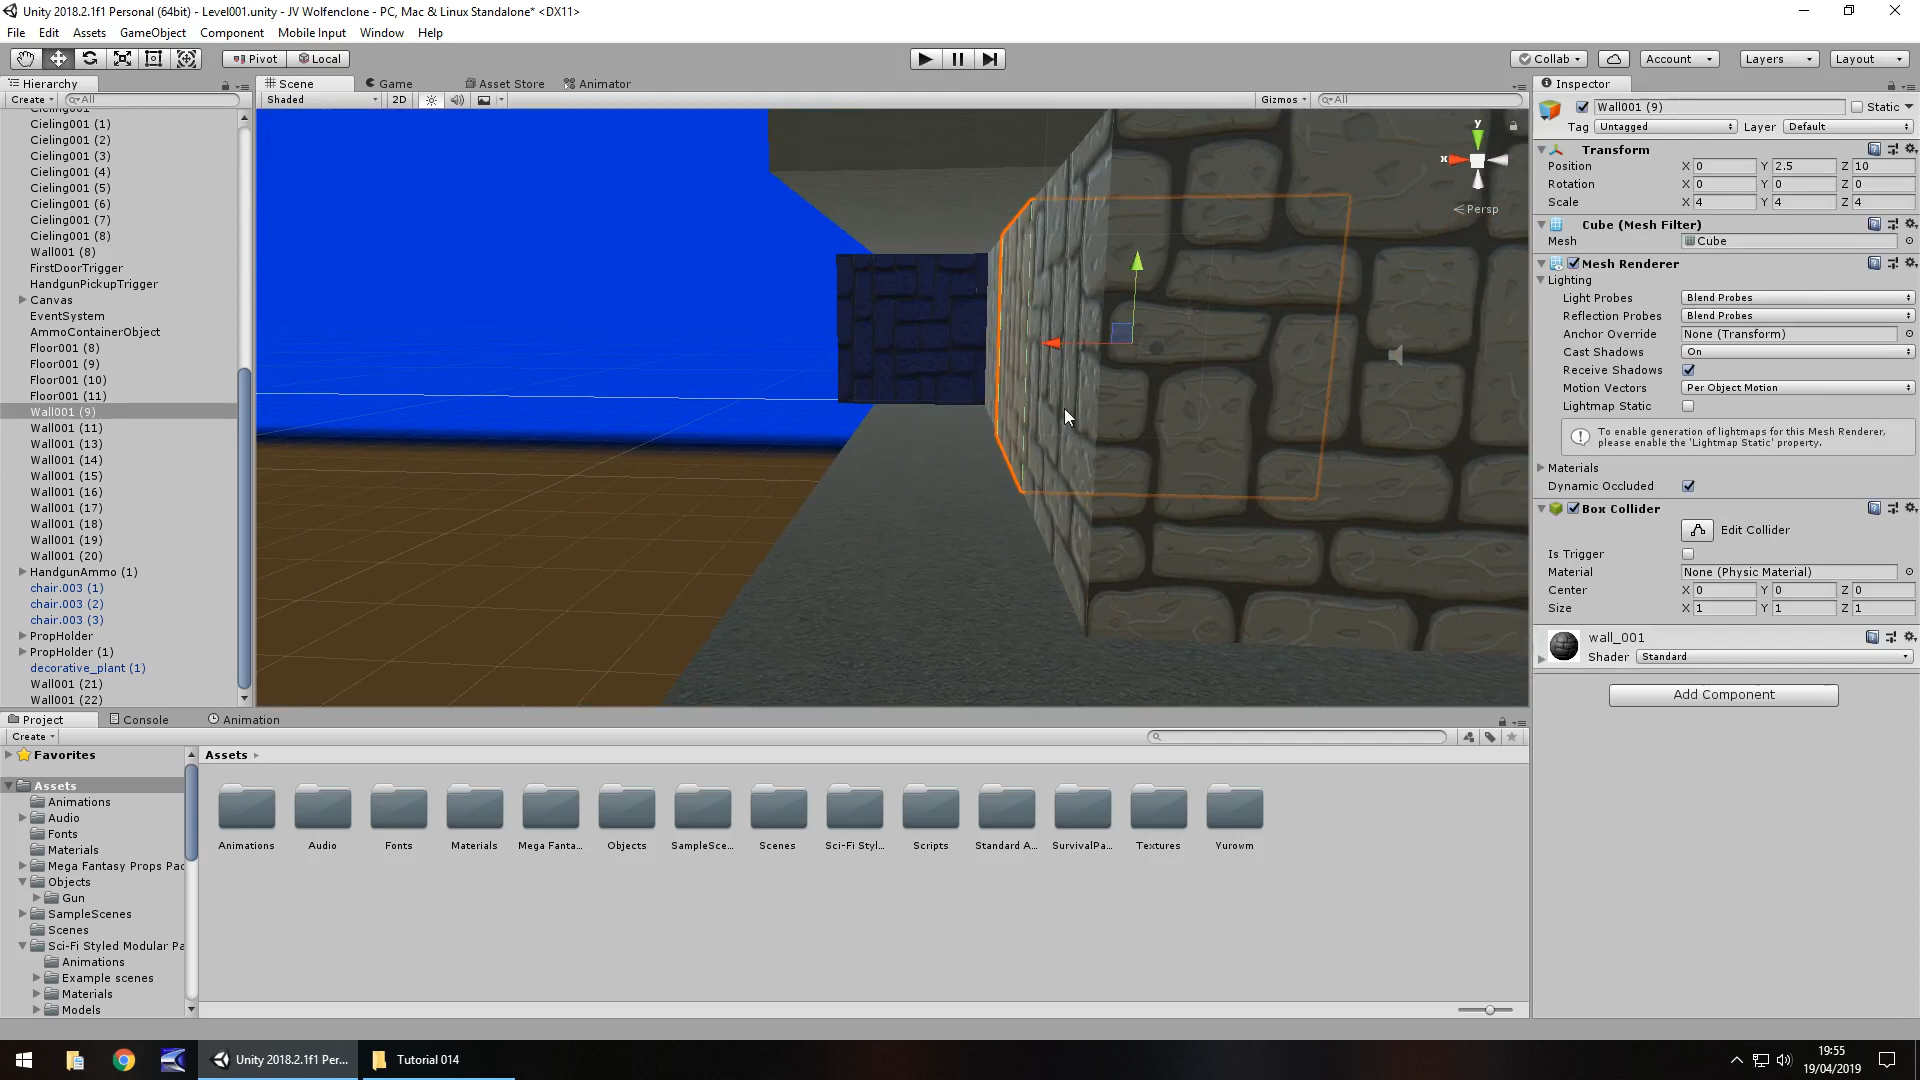 Unity 2018.2.1f1 Personal (64bit) - Level001.unity - JV Wolfenclone - PC, Mac & Linux Standalone* <DX11>
File Edit Assets GameObject Component Mobile Input Window Help
Pivot Local Collab Account Layers Layout
Hierarchy
Create All
Cieling001
Cieling001 (1)
Cieling001 (2)
Cieling001 (3)
Cieling001 (4)
Cieling001 (5)
Cieling001 (6)
Cieling001 (7)
Cieling001 (8)
Wall001 (8)
FirstDoorTrigger
HandgunPickupTrigger
Canvas
EventSystem
AmmoContainerObject
Floor001 (8)
Floor001 (9)
Floor001 (10)
Floor001 (11)
Wall001 (9)
Wall001 (11)
Wall001 (13)
Wall001 (14)
Wall001 (15)
Wall001 (16)
Wall001 (17)
Wall001 (18)
Wall001 (19)
Wall001 (20)
HandgunAmmo (1)
chair.003 (1)
chair.003 (2)
chair.003 (3)
PropHolder
PropHolder (1)
decorative_plant (1)
Wall001 (21)
Wall001 (22)
Scene Game Asset Store Animator
Shaded 2D Gizmos All
y
x
Persp
Inspector
Wall001 (9) Static
Tag Untagged Layer Default
Transform
Position X 0 Y 2.5 Z 10
Rotation X 0 Y 0 Z 0
Scale X 4 Y 4 Z 4
Cube (Mesh Filter)
Mesh Cube
Mesh Renderer
Lighting
Light Probes Blend Probes
Reflection Probes Blend Probes
Anchor Override None (Transform)
Cast Shadows On
Receive Shadows
Motion Vectors Per Object Motion
Lightmap Static
To enable generation of lightmaps for this Mesh Renderer,
please enable the 'Lightmap Static' property.
Materials
Dynamic Occluded
Box Collider
Edit Collider
Is Trigger
Material None (Physic Material)
Center X 0 Y 0 Z 0
Size X 1 Y 1 Z 1
wall_001
Shader Standard
Add Component
Project Console Animation
Create
Favorites
Assets
Animations
Audio
Fonts
Materials
Mega Fantasy Props Pac
Objects
Gun
SampleScenes
Scenes
Sci-Fi Styled Modular Pa
Animations
Example scenes
Materials
Models
Assets
Animations Audio Fonts Materials Mega Fanta... Objects SampleSce... Scenes Sci-Fi Styl... Scripts Standard A... SurvivalPa... Textures Yurowm
Unity 2018.2.1f1 Per... Tutorial 014
19:55
19/04/2019